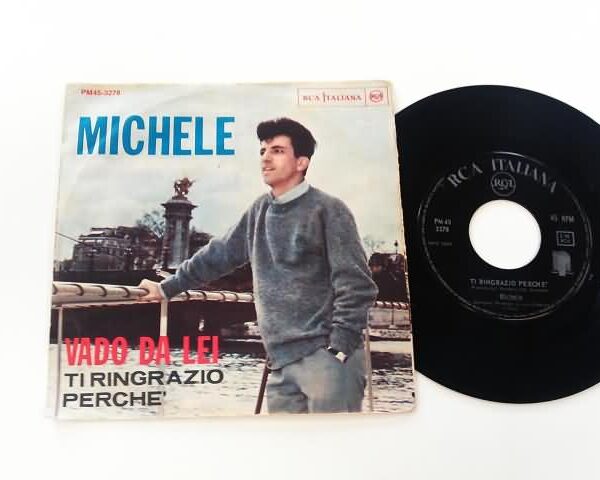 PM45-3278
RCA ITALIANA
RCA
MICHELE
VADO DA LEI
TI RINGRAZIO
PERCHE'
RCA ITALIANA
RCA
PM 45
3278
45 RPM
TI RINGRAZIO PERCHE'
Michele